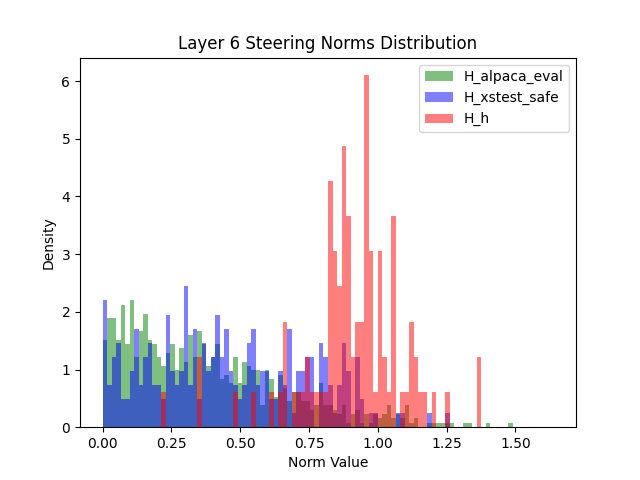 Layer 6 Steering Norms Distribution
H_alpaca_eval
H_xstest_safe
H_h
6
5
4
3
2
1
0
Density
0.00 0.25 0.50 0.75 1.00 1.25 1.50
Norm Value